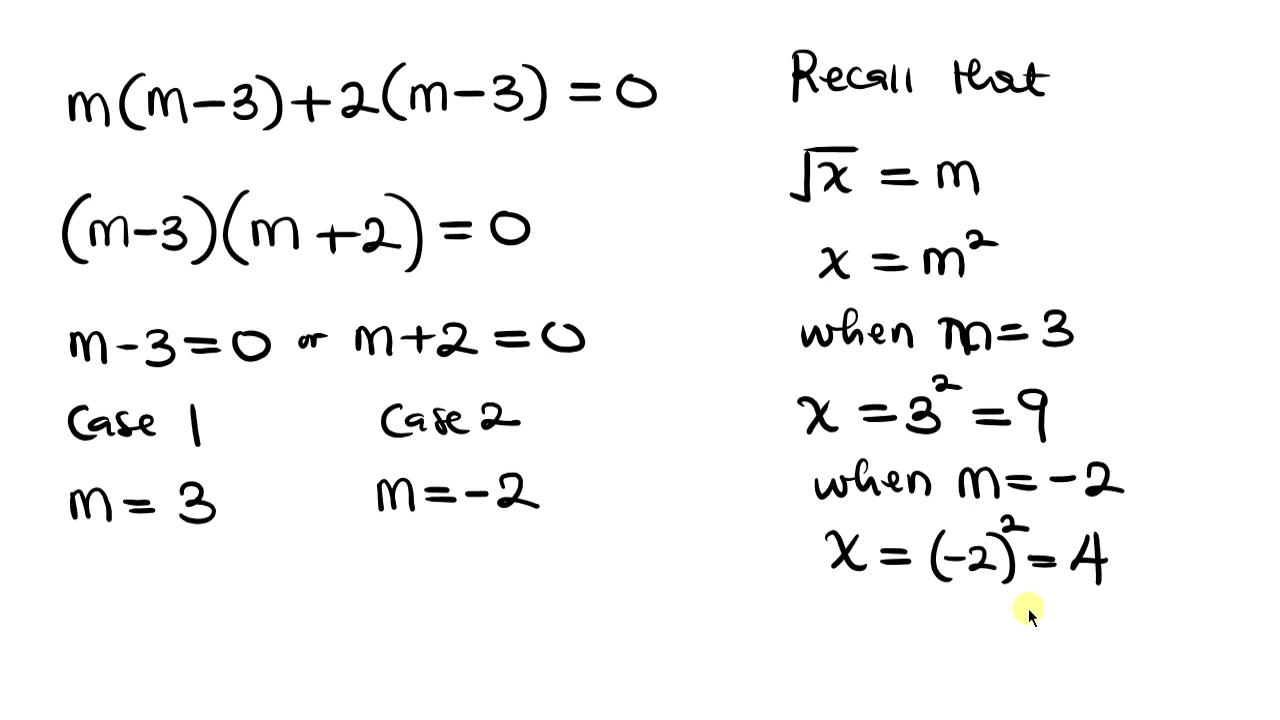 m(m-3)+2(m-3)=0
(m-3)(m+2)=0
m-3=0 or m+2=0
Case 1
Case 2
m=3
m=-2
Recall that
√x = m
x = m²
when m=3
x = 3² = 9
when m=-2
x = (-2)² = 4